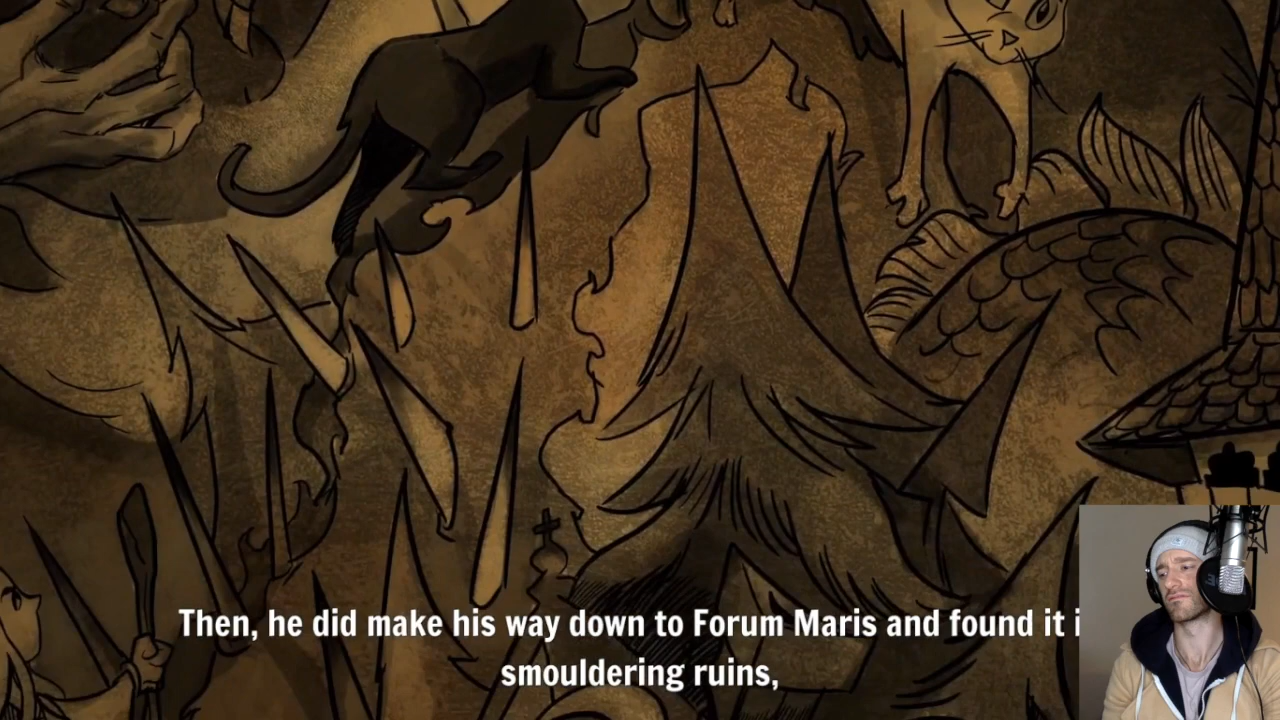 Then, he did make his way down to Forum Maris and found it i
smouldering ruins,